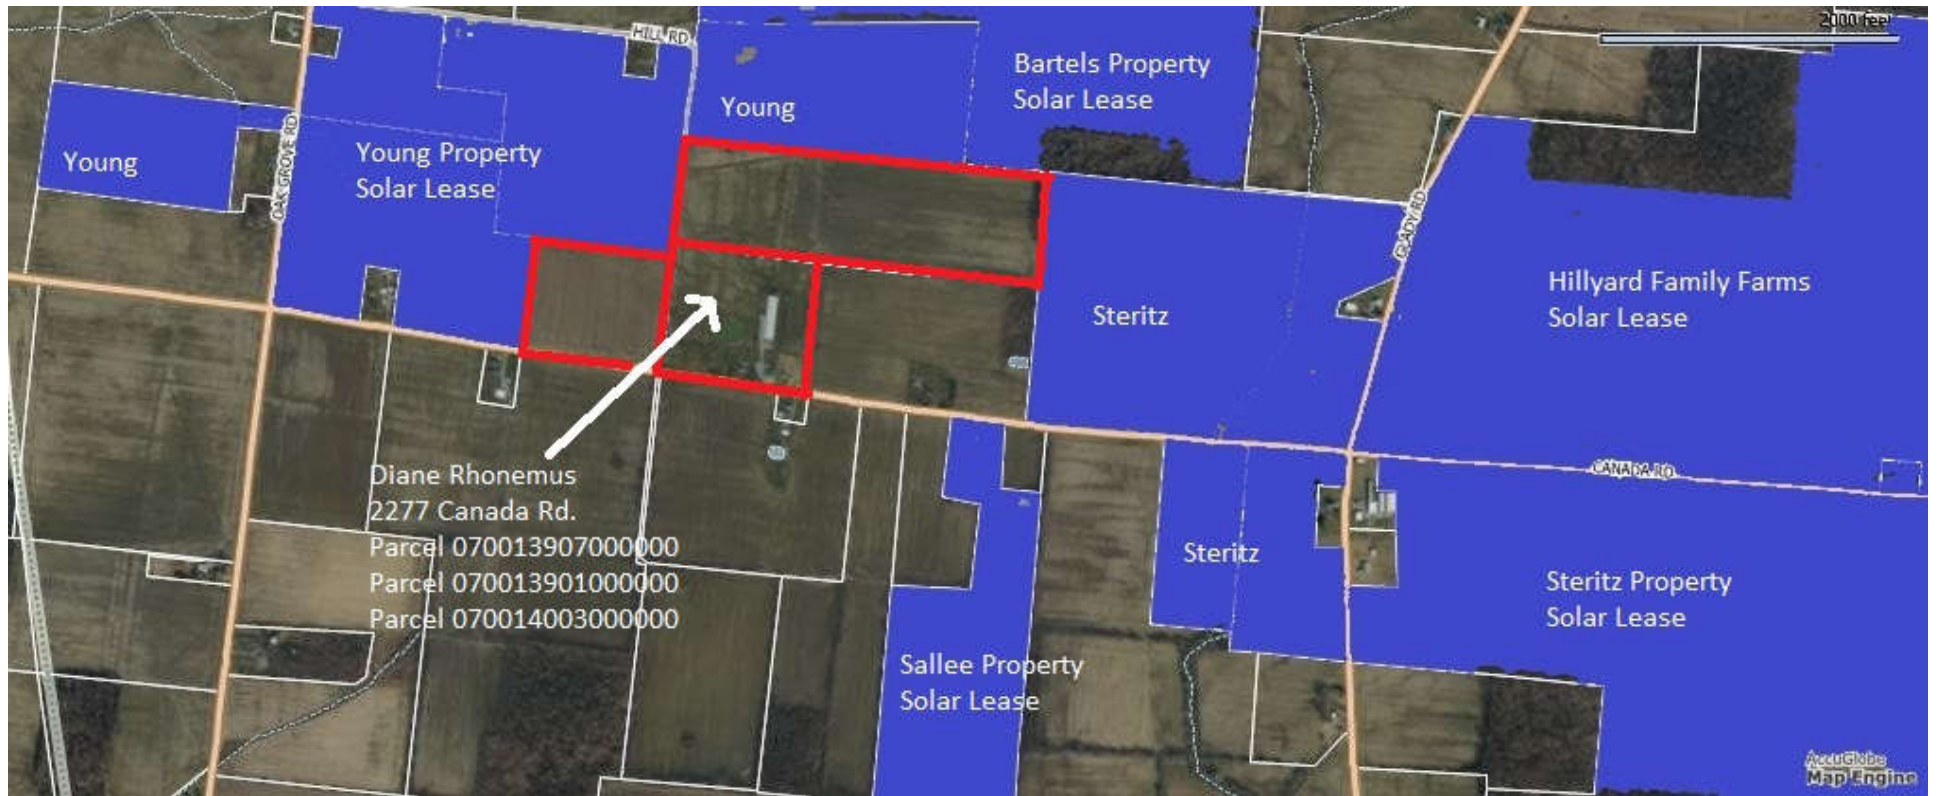 2000 feet
HILL RD
Bartels Property
Solar Lease
Young
Young
Young Property
Solar Lease
OAK GROVE RD
GRADY RD
Hillyard Family Farms
Solar Lease
Steritz
Diane Rhonemus
2277 Canada Rd.
Parcel 070013907000000
Parcel 070013901000000
Parcel 070014003000000
CANADA RD
Steritz
Steritz Property
Solar Lease
Sallee Property
Solar Lease
AccuGlobe
Map Engine